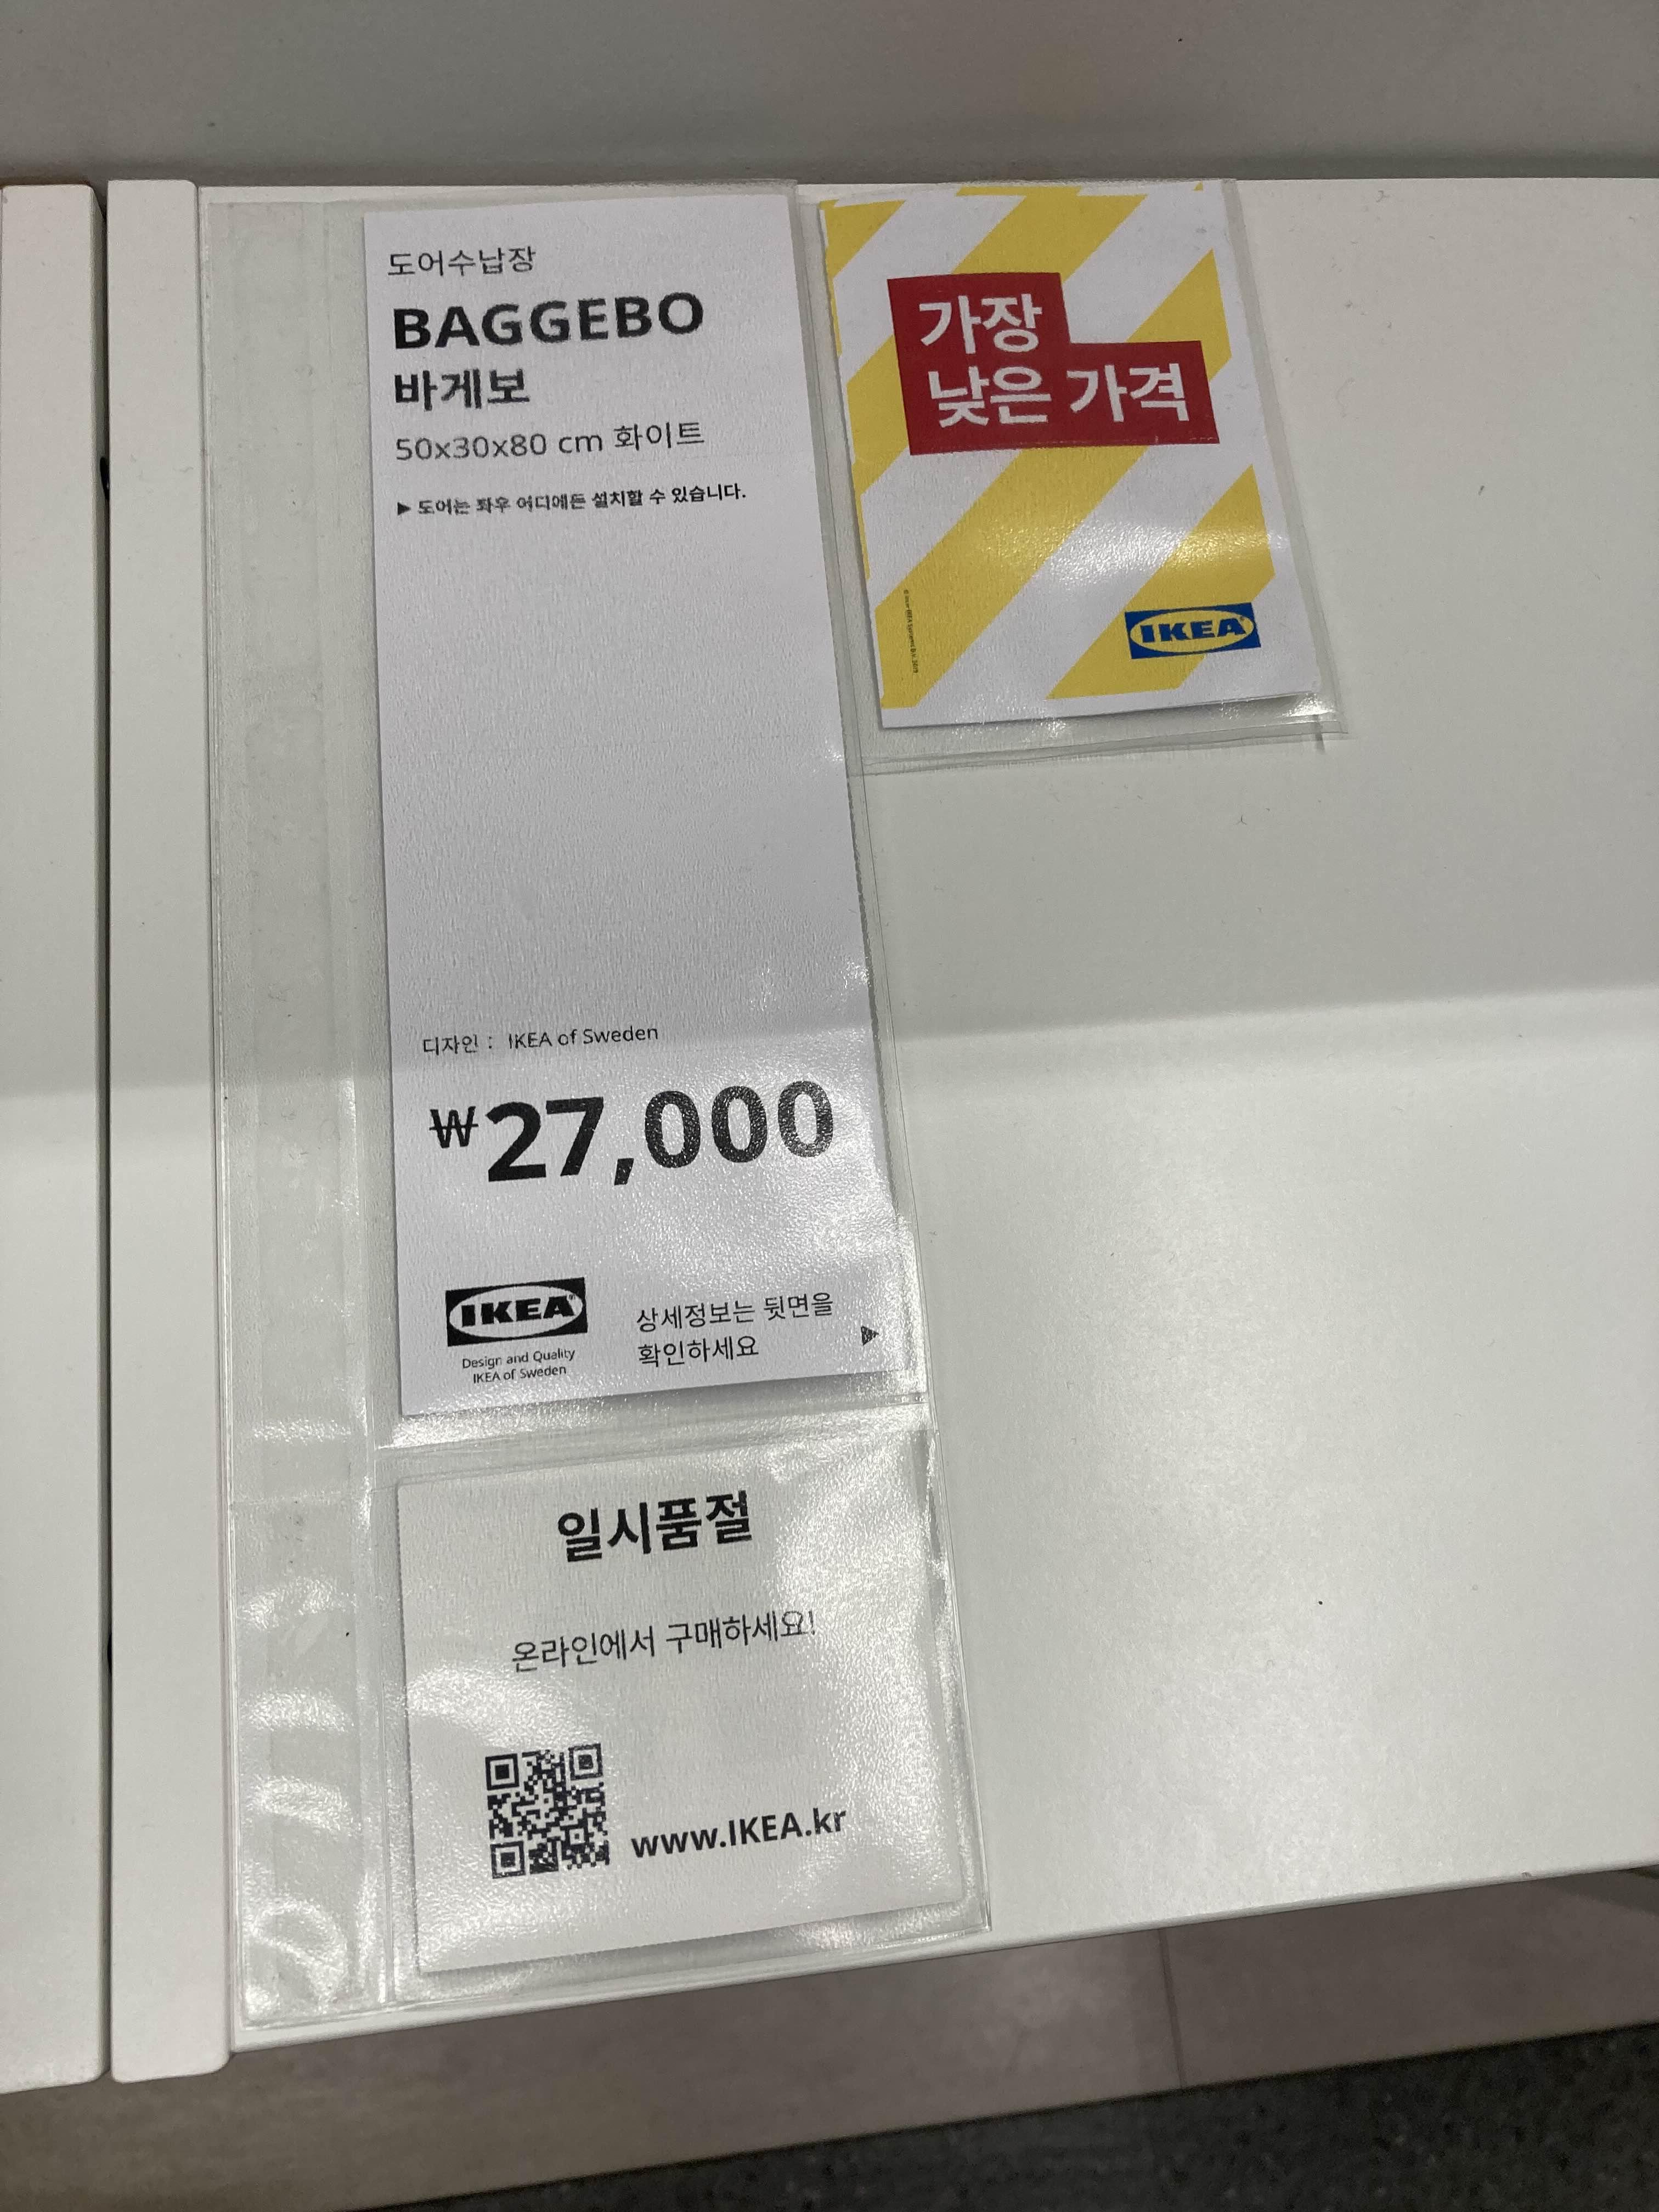 도어수납장
BAGGEBO
바게보
50x30x80 cm 화이트
▶ 도어는 좌우 어디에든 설치할 수 있습니다.
디자인 : IKEA of Sweden
₩27,000
IKEA
Design and Quality
IKEA of Sweden
상세정보는 뒷면을
확인하세요
▶
가장
낮은 가격
IKEA
일시품절
온라인에서 구매하세요!
www.IKEA.kr